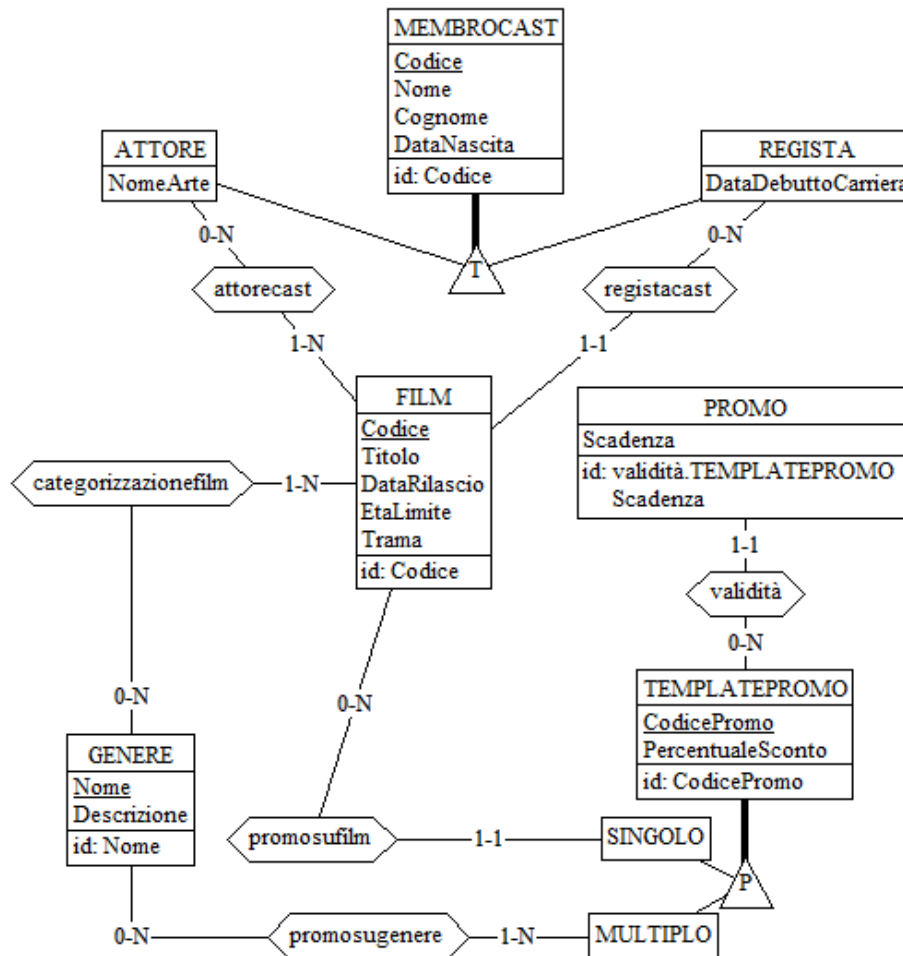 MEMBROCAST
Codice
Nome
Cognome
DataNascita
id: Codice
ATTORE
NomeArte
REGISTA
DataDebuttoCarriera
T
0-N
0-N
attorecast
registacast
1-N
1-1
FILM
Codice
Titolo
DataRilascio
EtaLimite
Trama
id: Codice
PROMO
Scadenza
id: validità.TEMPLATEPROMO
Scadenza
categorizzazionefilm
1-N
1-1
validità
0-N
0-N
0-N
TEMPLATEPROMO
CodicePromo
PercentualeSconto
id: CodicePromo
GENERE
Nome
Descrizione
id: Nome
promosufilm
1-1
SINGOLO
P
0-N
promosugenere
1-N
MULTIPLO